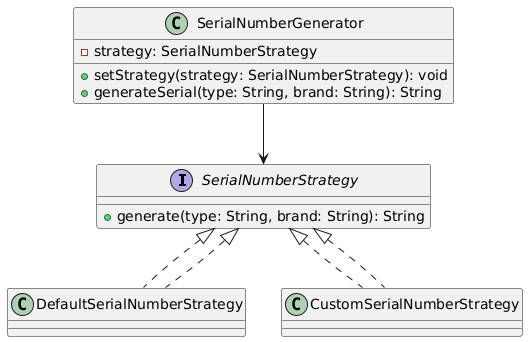 C SerialNumberGenerator
strategy: SerialNumberStrategy
setStrategy(strategy: SerialNumberStrategy): void
generateSerial(type: String, brand: String): String
I SerialNumberStrategy
generate(type: String, brand: String): String
C DefaultSerialNumberStrategy
C CustomSerialNumberStrategy